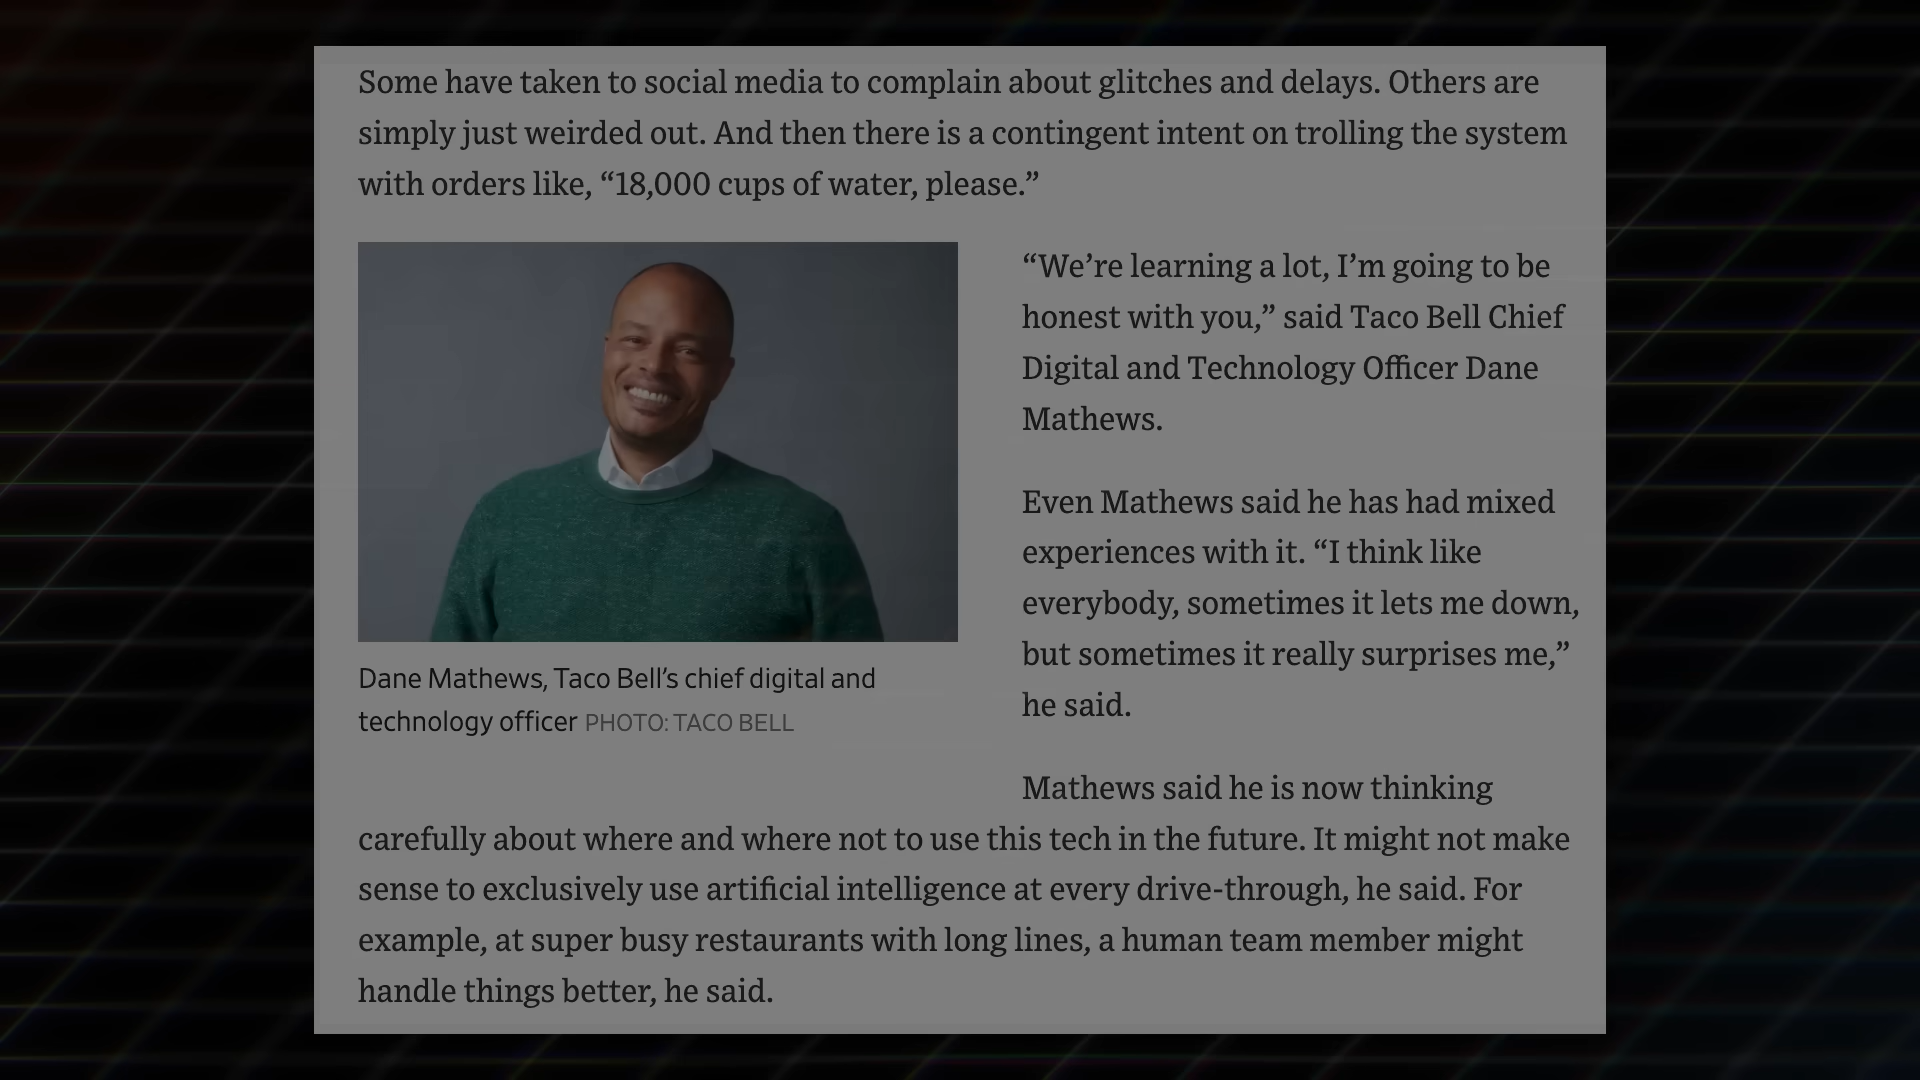 Some have taken to social media to complain about glitches and delays. Others are
simply just weirded out. And then there is a contingent intent on trolling the system
with orders like, “18,000 cups of water, please.”
“We’re learning a lot, I’m going to be
honest with you,” said Taco Bell Chief
Digital and Technology Officer Dane
Mathews.
Even Mathews said he has had mixed
experiences with it. “I think like
everybody, sometimes it lets me down,
but sometimes it really surprises me,”
he said.
Dane Mathews, Taco Bell’s chief digital and
technology officer PHOTO: TACO BELL
Mathews said he is now thinking
carefully about where and where not to use this tech in the future. It might not make
sense to exclusively use artificial intelligence at every drive-through, he said. For
example, at super busy restaurants with long lines, a human team member might
handle things better, he said.